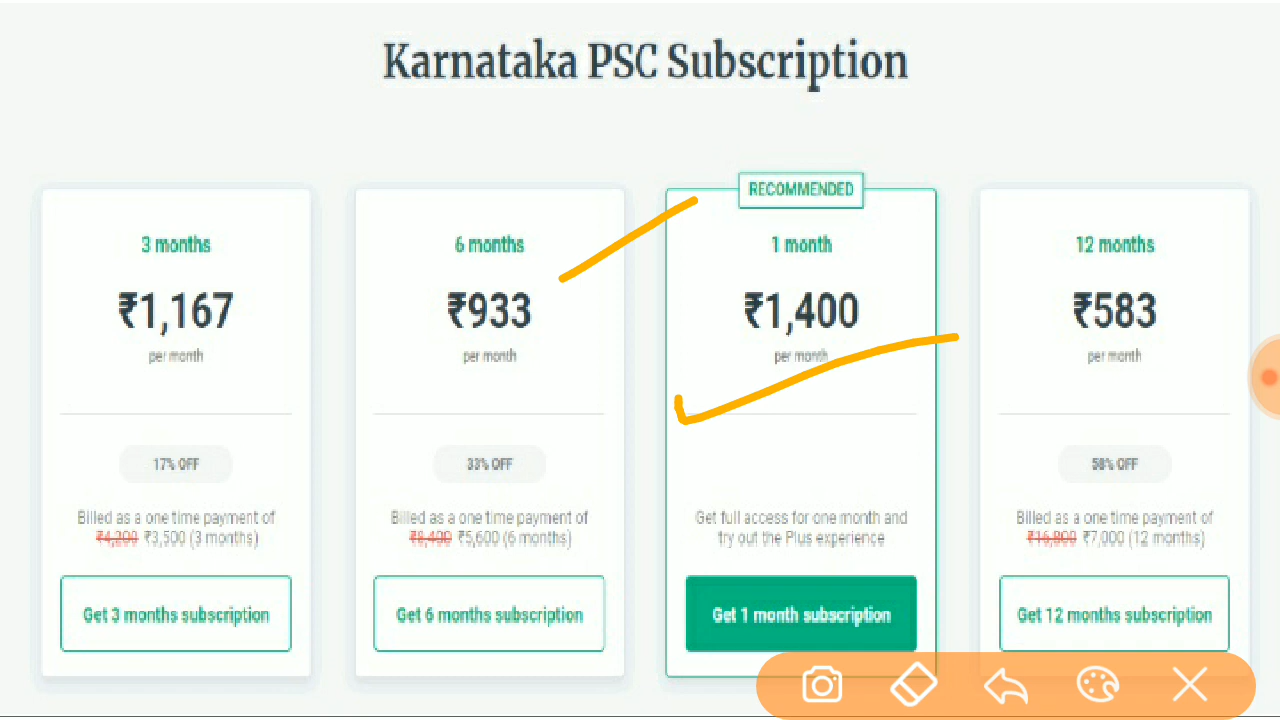 Karnataka PSC Subscription
3 months
₹1,167
per month
17% OFF
Billed as a one time payment of
₹4,200 ₹3,500 (3 months)
Get 3 months subscription
6 months
₹933
per month
33% OFF
Billed as a one time payment of
₹8,400 ₹5,600 (6 months)
Get 6 months subscription
RECOMMENDED
1 month
₹1,400
per month
Get full access for one month and
try out the Plus experience
Get 1 month subscription
12 months
₹583
per month
58% OFF
Billed as a one time payment of
₹16,800 ₹7,000 (12 months)
Get 12 months subscription